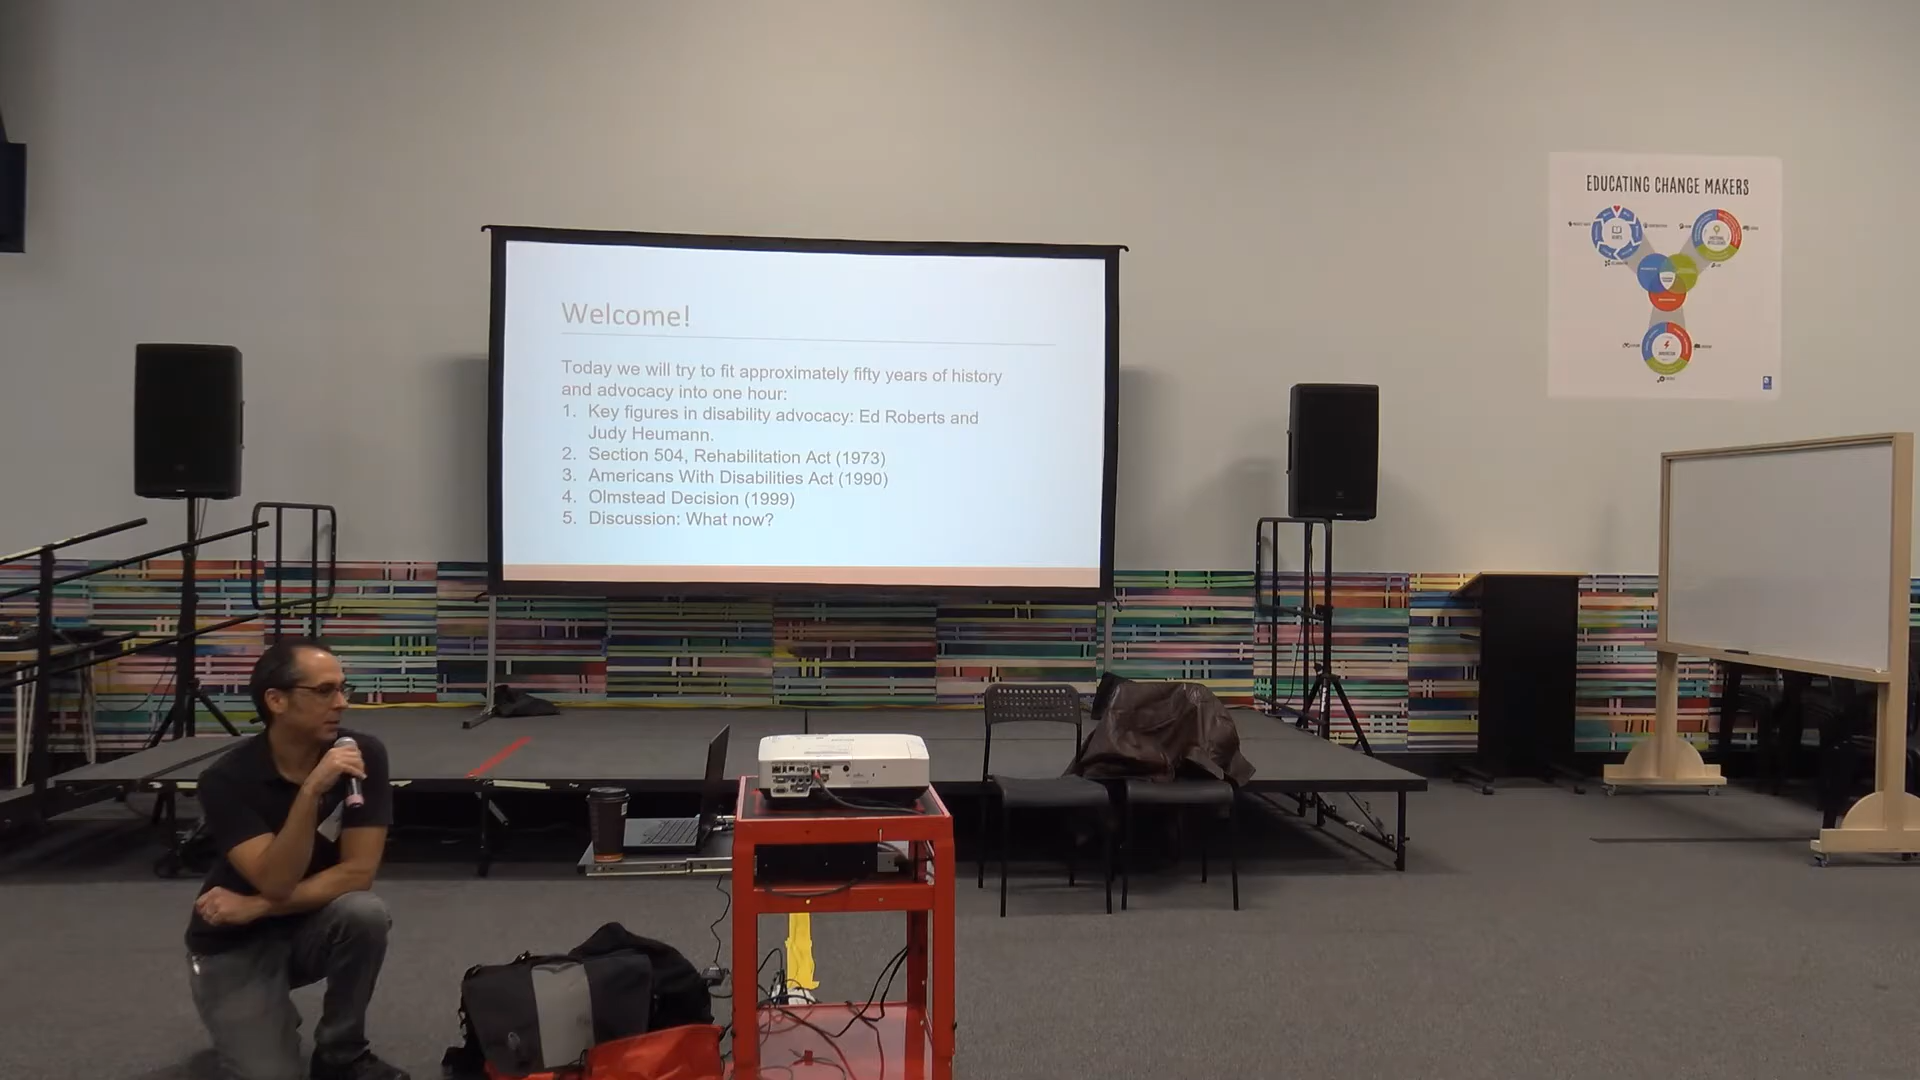 Welcome!
Today we will try to fit approximately fifty years of history
and advocacy into one hour:
1. Key figures in disability advocacy: Ed Roberts and
Judy Heumann.
2. Section 504, Rehabilitation Act (1973)
3. Americans With Disabilities Act (1990)
4. Olmstead Decision (1999)
5. Discussion: What now?
EDUCATING CHANGE MAKERS